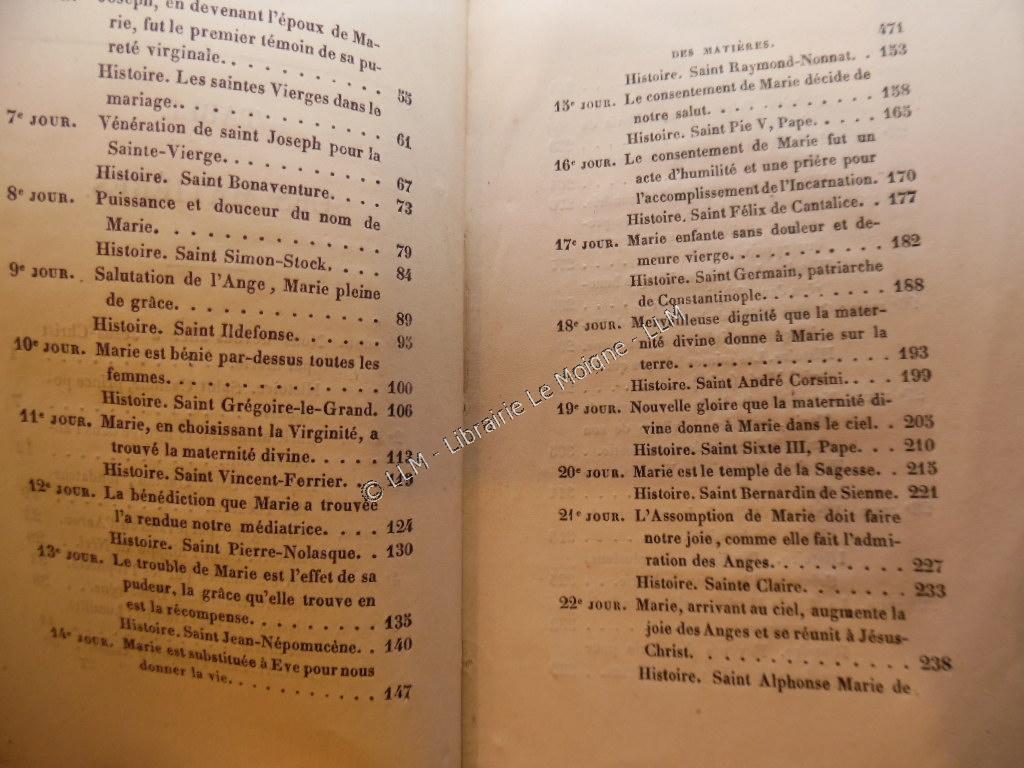 Joseph, en devenant l'époux de Ma-
rie, fut le premier témoin de sa pu-
reté virginale. . . . . . . . . . 55
Histoire. Les saintes Vierges dans le
mariage. . . . . . . . . . . . 61
7e JOUR. Vénération de saint Joseph pour la
Sainte-Vierge. . . . . . . . . . 67
Histoire. Saint Bonaventure. . . . 73
8e JOUR. Puissance et douceur du nom de
Marie. . . . . . . . . . . . . 79
Histoire. Saint Simon-Stock. . . . 84
9e JOUR. Salutation de l'Ange, Marie pleine
de grâce. . . . . . . . . . . . 89
Histoire. Saint Ildefonse. . . . . . 95
10e JOUR. Marie est bénie par-dessus toutes les
femmes. . . . . . . . . . . . 100
Histoire. Saint Grégoire-le-Grand. 106
11e JOUR. Marie, en choisissant la Virginité, a
trouvé la maternité divine. . . . . 113
Histoire. Saint Vincent-Ferrier. . .
12e JOUR. La bénédiction que Marie a trouvée
l'a rendue notre médiatrice. . . . 124
Histoire. Saint Pierre-Nolasque. . . 130
13e JOUR. Le trouble de Marie est l'effet de sa
pudeur, la grâce qu'elle trouve en
est la récompense. . . . . . . . . 135
Histoire. Saint Jean-Népomucène. . 140
14e JOUR. Marie est substituée à Eve pour nous
donner la vie. . . . . . . . . . . 147
DES MATIÈRES. 471
Histoire. Saint Raymond-Nonnat. . 153
15e JOUR. Le consentement de Marie décide de
notre salut. . . . . . . . . . . 158
Histoire. Saint Pie V, Pape. . . . . 165
16e JOUR. Le consentement de Marie fut un
acte d'humilité et une prière pour
l'accomplissement de l'Incarnation. 170
Histoire. Saint Félix de Cantalice. . 177
17e JOUR. Marie enfante sans douleur et de-
meure vierge. . . . . . . . . . 182
Histoire. Saint Germain, patriarche
de Constantinople. . . . . . . . . 188
18e JOUR. Merveilleuse dignité que la mater-
nité divine donne à Marie sur la
terre. . . . . . . . . . . . . 193
Histoire. Saint André Corsini. . . . 199
19e JOUR. Nouvelle gloire que la maternité di-
vine donne à Marie dans le ciel. . 205
Histoire. Saint Sixte III, Pape. . . 210
20e JOUR. Marie est le temple de la Sagesse. . 215
Histoire. Saint Bernardin de Sienne. 221
21e JOUR. L'Assomption de Marie doit faire
notre joie, comme elle fait l'admi-
ration des Anges. . . . . . . . . 227
Histoire. Sainte Claire. . . . . . . 233
22e JOUR. Marie, arrivant au ciel, augmente la
joie des Anges et se réunit à Jésus-
Christ. . . . . . . . . . . . . 238
Histoire. Saint Alphonse Marie de
© LLM - Librairie Le Moigne - LLM